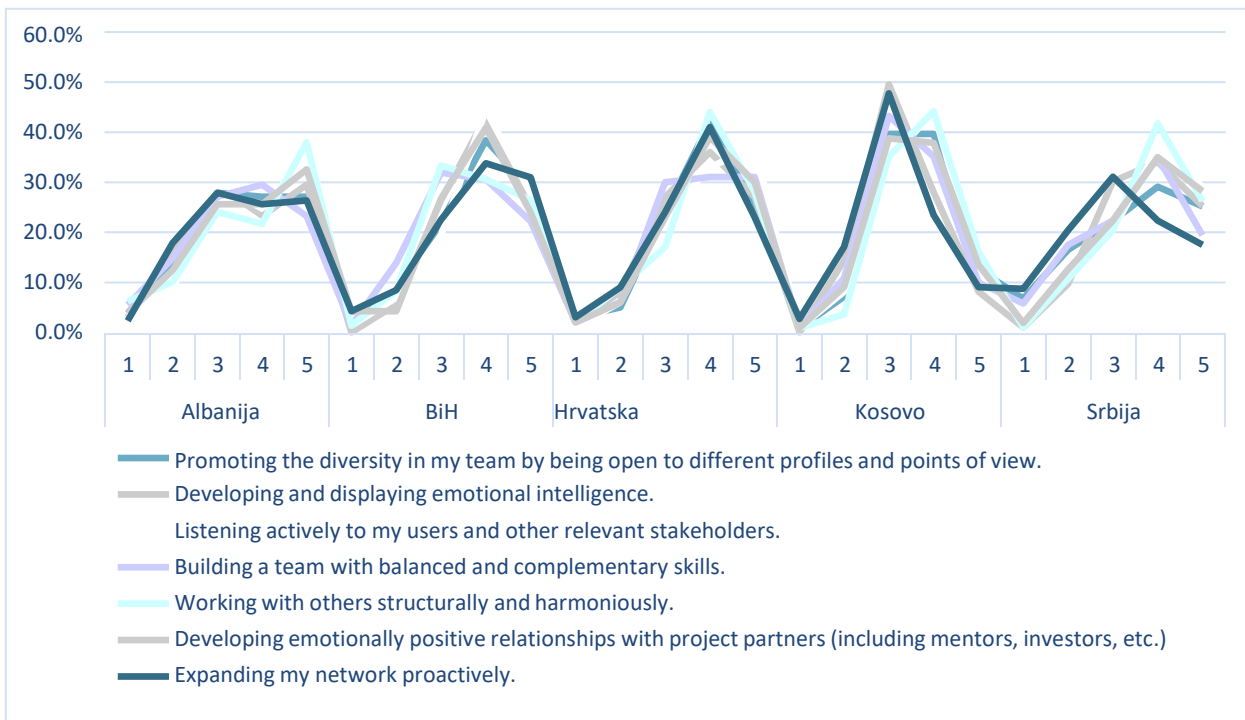 60.0%
50.0%
40.0%
30.0%
20.0%
10.0%
0.0%
1 2 3 4 5 1 2 3 4 5 1 2 3 4 5 1 2 3 4 5 1 2 3 4 5
Albanija BiH Hrvatska Kosovo Srbija
Promoting the diversity in my team by being open to different profiles and points of view.
Developing and displaying emotional intelligence.
Listening actively to my users and other relevant stakeholders.
Building a team with balanced and complementary skills.
Working with others structurally and harmoniously.
Developing emotionally positive relationships with project partners (including mentors, investors, etc.)
Expanding my network proactively.